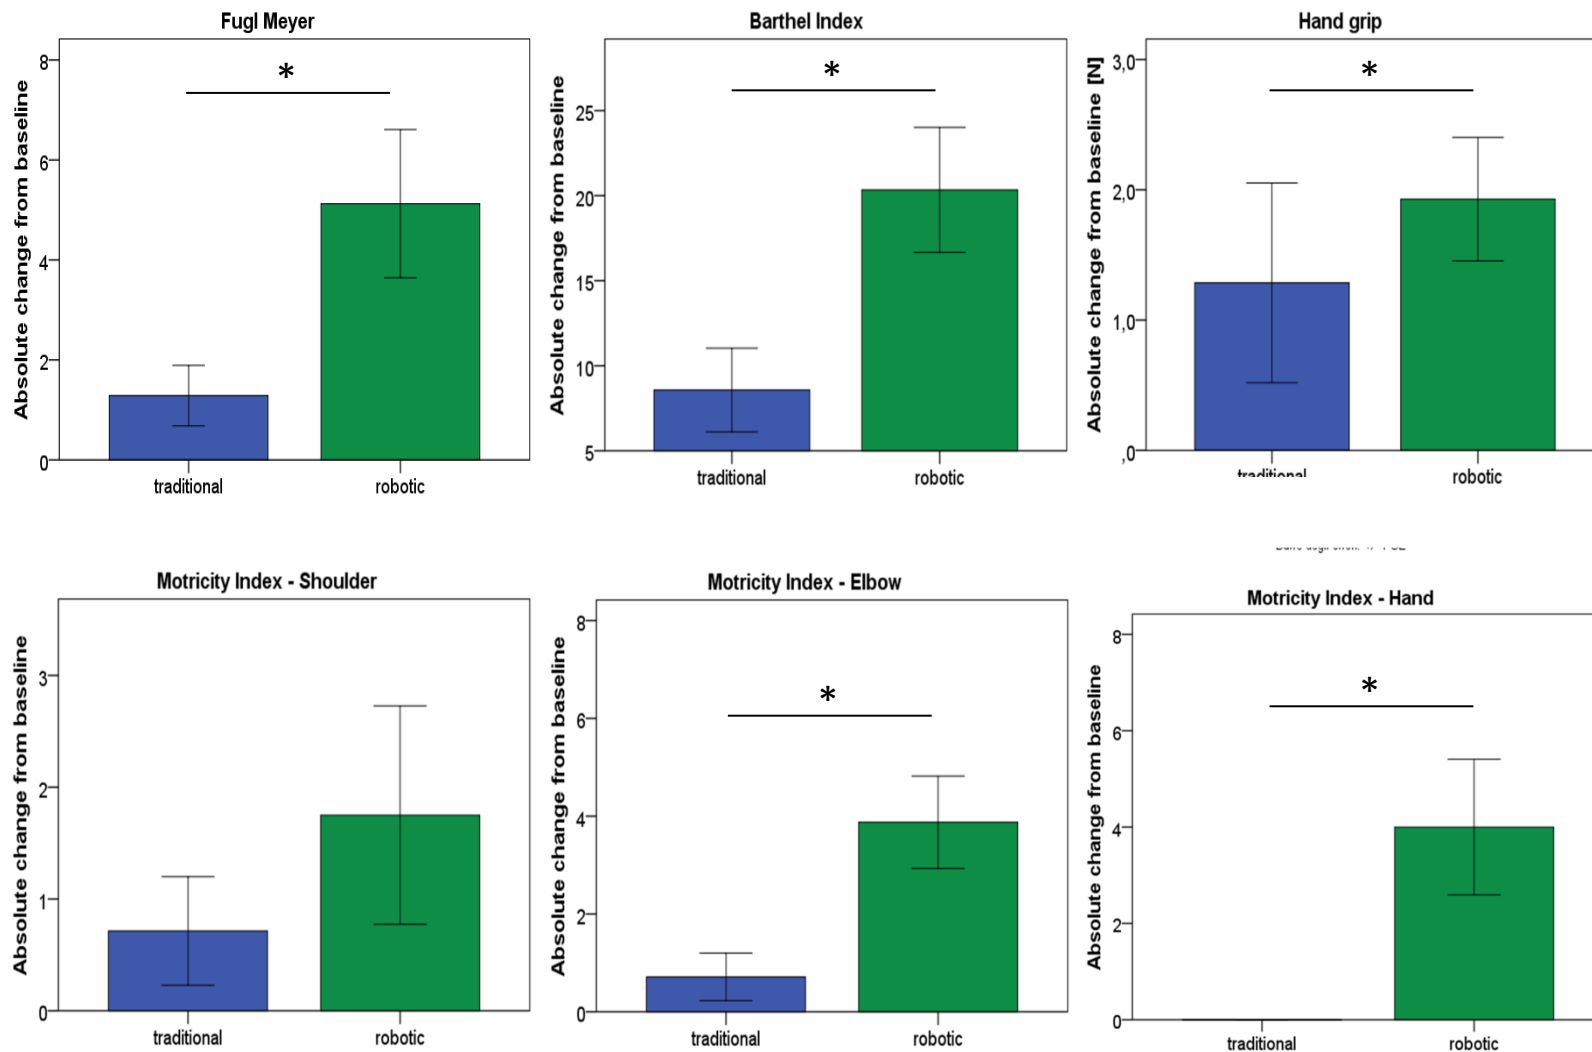 Fugl Meyer
Absolute change from baseline
8
6
4
2
0
*
traditional
robotic
Barthel Index
Absolute change from baseline
25
20
15
10
5
*
traditional
robotic
Hand grip
Absolute change from baseline [N]
3,0
2,0
1,0
,0
*
traditional
robotic
Motricity Index - Shoulder
Absolute change from baseline
3
2
1
0
traditional
robotic
Motricity Index - Elbow
Absolute change from baseline
8
6
4
2
0
*
traditional
robotic
Motricity Index - Hand
Absolute change from baseline
8
6
4
2
0
*
traditional
robotic